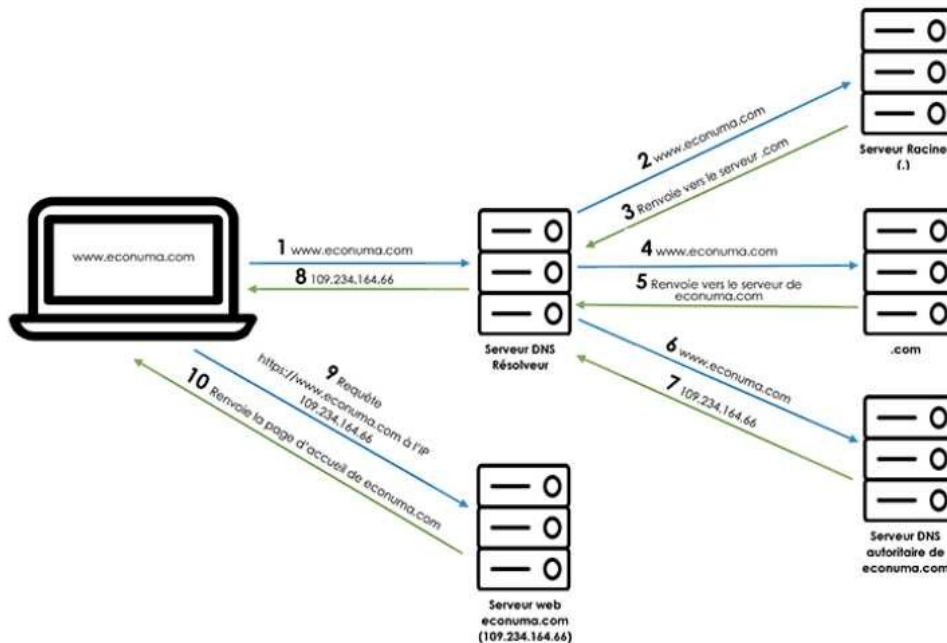 www.econuma.com
1 www.econuma.com
8 109.234.164.66
2 www.econuma.com
3 Renvoie vers le serveur .com
Serveur Racine
(.)
4 www.econuma.com
5 Renvoie vers le serveur de
econuma.com
.com
Serveur DNS
Résolveur
6 www.econuma.com
7 109.234.164.66
Serveur DNS
autoritaire de
econuma.com
9 Requête
https://www.econuma.com à l'IP
109.234.164.66
10 Renvoie la page d'accueil de econuma.com
Serveur web
econuma.com
(109.234.164.66)